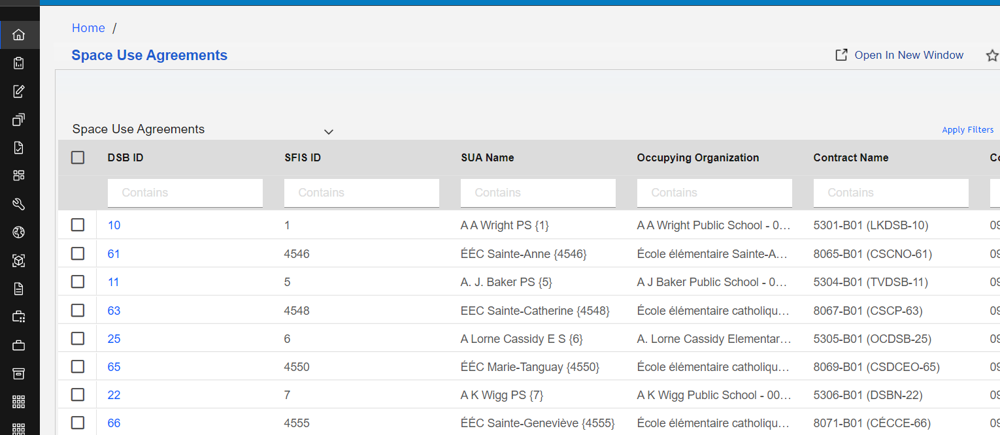 Home /
Space Use Agreements Open In New Window
Space Use Agreements Apply Filters
DSB ID SFIS ID SUA Name Occupying Organization Contract Name
Contains Contains Contains Contains Contains
10 1 A A Wright PS {1} A A Wright Public School - 0... 5301-B01 (LKDSB-10) 09
61 4546 ÉÉC Sainte-Anne {4546} École élémentaire Sainte-A... 8065-B01 (CSCNO-61) 09
11 5 A. J. Baker PS {5} A J Baker Public School - 0... 5304-B01 (TVDSB-11) 09
63 4548 EEC Sainte-Catherine {4548} École élémentaire catholiqu... 8067-B01 (CSCP-63) 09
25 6 A Lorne Cassidy E S {6} A. Lorne Cassidy Elementar... 5305-B01 (OCDSB-25) 09
65 4550 ÉÉC Marie-Tanguay {4550} École élémentaire catholiqu... 8069-B01 (CSDCEO-65) 09
22 7 A K Wigg PS {7} A K Wigg Public School - 00... 5306-B01 (DSBN-22) 09
66 4555 ÉÉC Sainte-Geneviève {4555} École élémentaire catholiqu... 8071-B01 (CÉCCE-66) 09